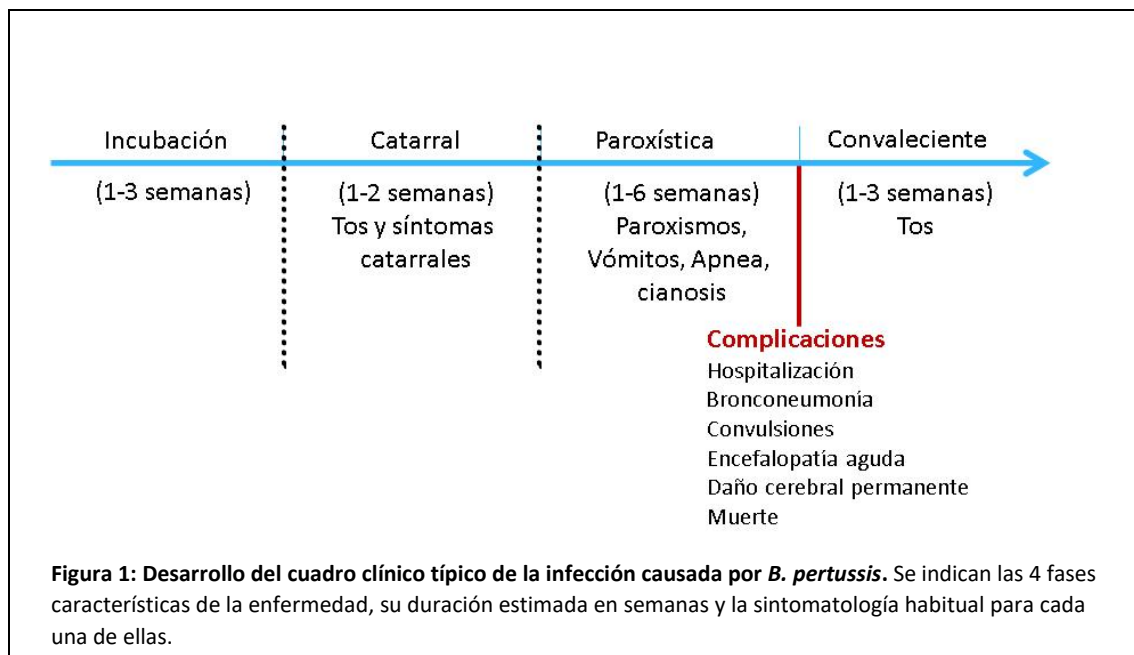 Incubación
Catarral
Paroxística
Convaleciente
(1-3 semanas)
(1-2 semanas)
Tos y síntomas
catarrales
(1-6 semanas)
Paroxismos,
Vómitos, Apnea,
cianosis
(1-3 semanas)
Tos
Complicaciones
Hospitalización
Bronconeumonía
Convulsiones
Encefalopatía aguda
Daño cerebral permanente
Muerte
Figura 1: Desarrollo del cuadro clínico típico de la infección causada por B. pertussis. Se indican las 4 fases
características de la enfermedad, su duración estimada en semanas y la sintomatología habitual para cada
una de ellas.